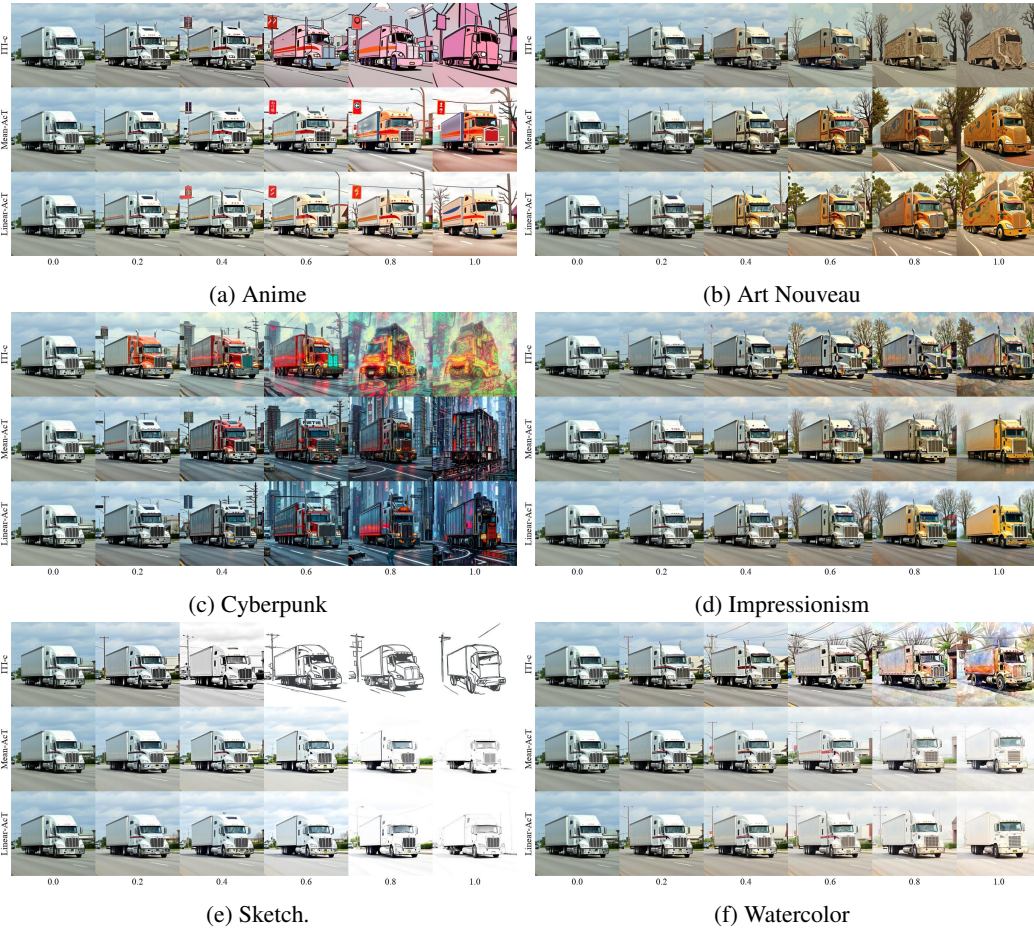 ITI-c
Mean-AcT
Linear-AcT
0.0 0.2 0.4 0.6 0.8 1.0
(a) Anime
ITI-c
Mean-AcT
Linear-AcT
0.0 0.2 0.4 0.6 0.8 1.0
(b) Art Nouveau
ITI-c
Mean-AcT
Linear-AcT
0.0 0.2 0.4 0.6 0.8 1.0
(c) Cyberpunk
ITI-c
Mean-AcT
Linear-AcT
0.0 0.2 0.4 0.6 0.8 1.0
(d) Impressionism
ITI-c
Mean-AcT
Linear-AcT
0.0 0.2 0.4 0.6 0.8 1.0
(e) Sketch.
ITI-c
Mean-AcT
Linear-AcT
0.0 0.2 0.4 0.6 0.8 1.0
(f) Watercolor